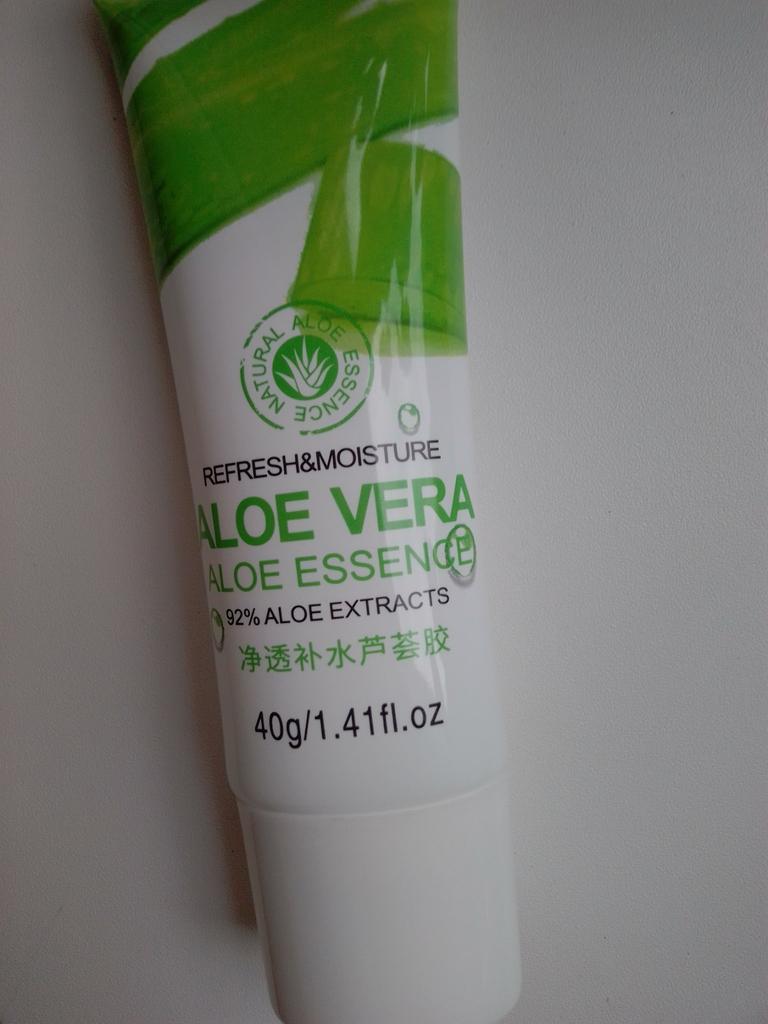 NATURAL ALOE ESSENCE
REFRESH&MOISTURE
ALOE VERA
ALOE ESSENCE
92% ALOE EXTRACTS
净透补水芦荟胶
40g/1.41fl.oz